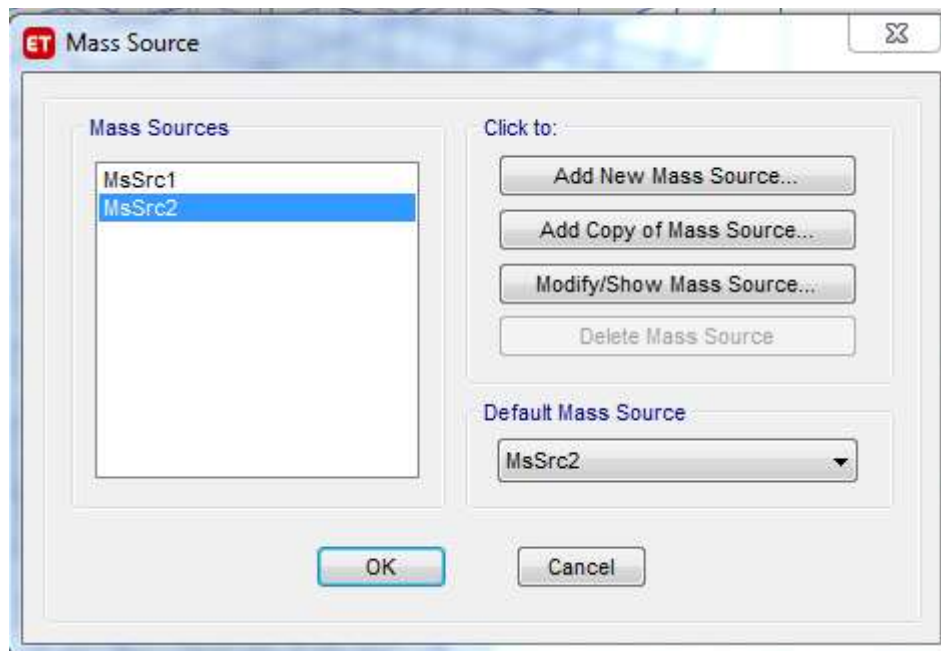 ET Mass Source
Mass Sources
MsSrc1
MsSrc2
Click to:
Add New Mass Source...
Add Copy of Mass Source...
Modify/Show Mass Source...
Delete Mass Source
Default Mass Source
MsSrc2
OK
Cancel